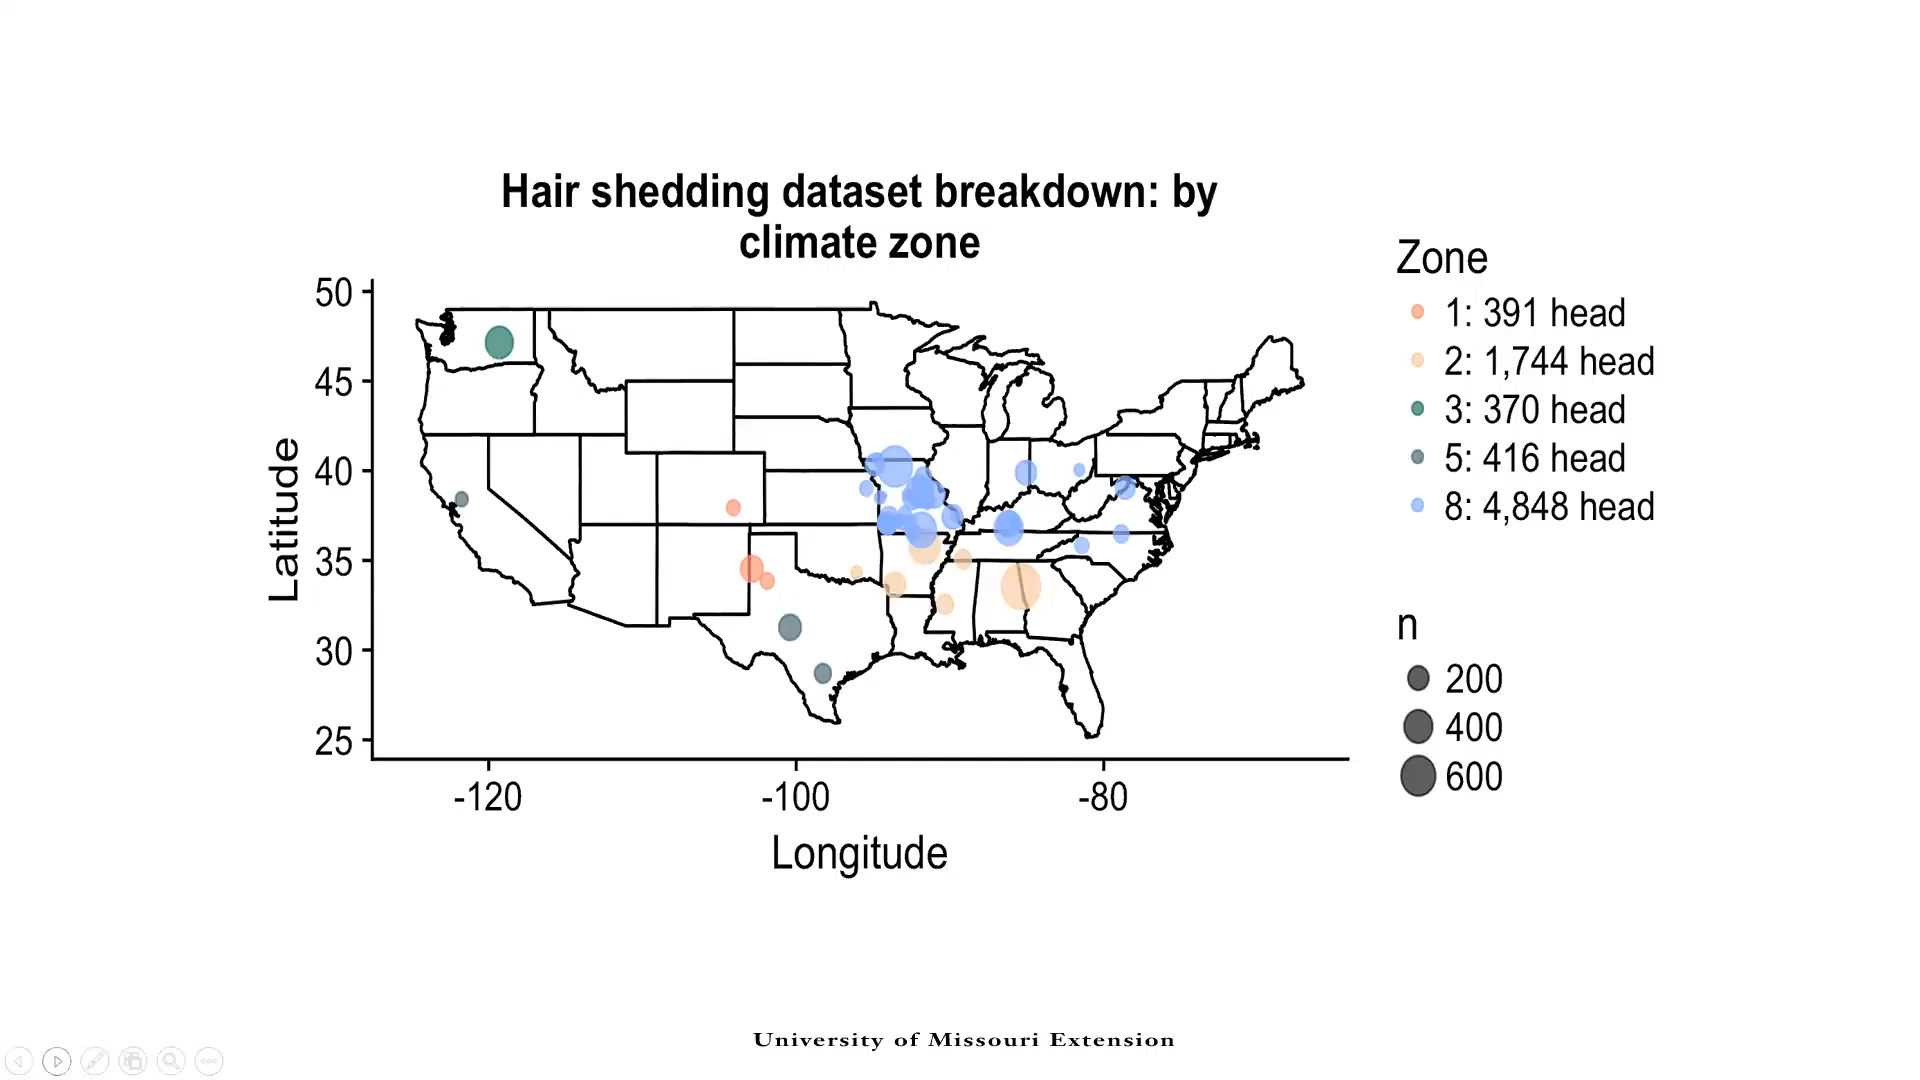 Hair shedding dataset breakdown: by
climate zone
Zone
1: 391 head
2: 1,744 head
3: 370 head
5: 416 head
8: 4,848 head
n
200
400
600
50
45
40
35
30
25
Latitude
-120
-100
-80
Longitude
University of Missouri Extension